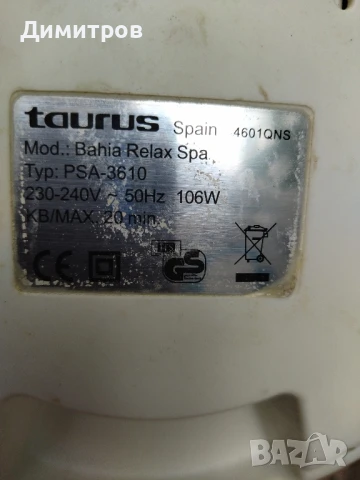 Димитров
taurus Spain 4601QNS
Mod.: Bahia Relax Spa
Typ: PSA-3610
230-240V ~ 50Hz 106W
KB/MAX. 20 min.
CE GS
BAZAR